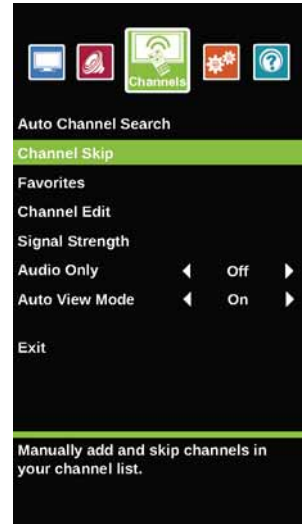 Channels
Auto Channel Search
Channel Skip
Favorites
Channel Edit
Signal Strength
Audio Only Off
Auto View Mode On
Exit
Manually add and skip channels in
your channel list.